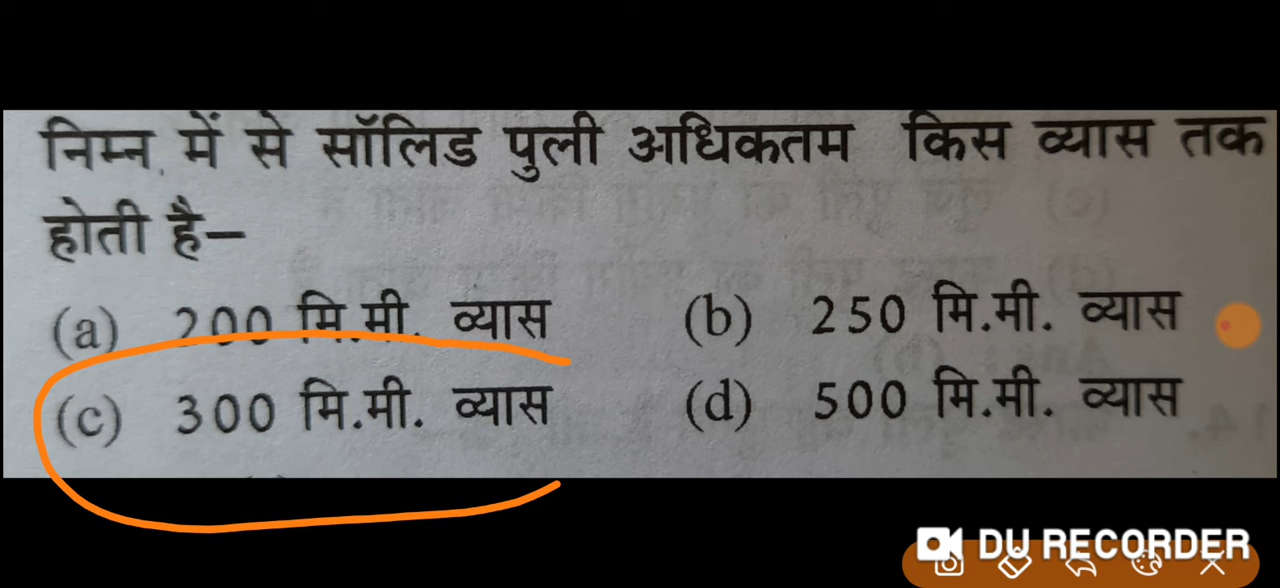 निम्न में से सॉलिड पुली अधिकतम किस व्यास तक
होती है–
(a) 200 मि.मी. व्यास (b) 250 मि.मी. व्यास
(c) 300 मि.मी. व्यास (d) 500 मि.मी. व्यास
DU RECORDER